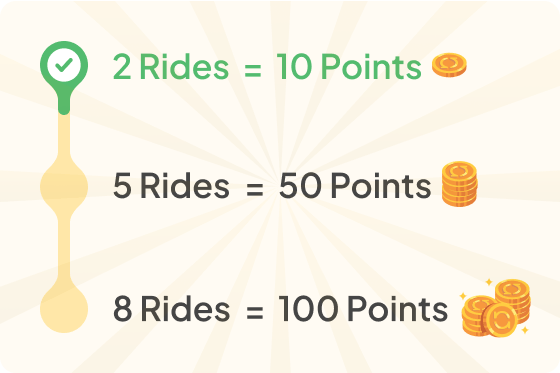 2 Rides = 10 Points
5 Rides = 50 Points
8 Rides = 100 Points